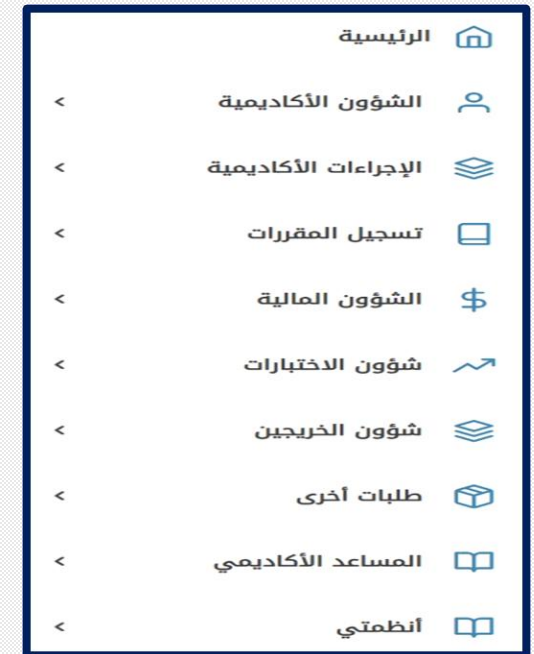 الرئيسية
الشؤون الأكاديمية
الإجراءات الأكاديمية
تسجيل المقررات
الشؤون المالية
شؤون الاختبارات
شؤون الخريجين
طلبات أخرى
المساعد الأكاديمي
أنظمتي